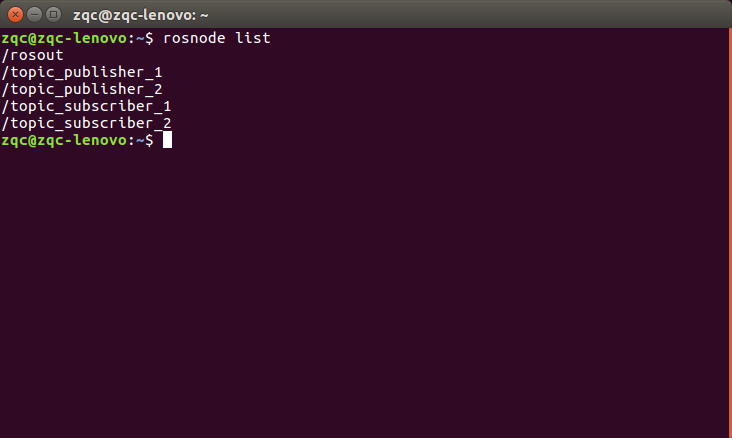 zqc@zqc-lenovo: ~
zqc@zqc-lenovo:~$ rosnode list
/rosout
/topic_publisher_1
/topic_publisher_2
/topic_subscriber_1
/topic_subscriber_2
zqc@zqc-lenovo:~$